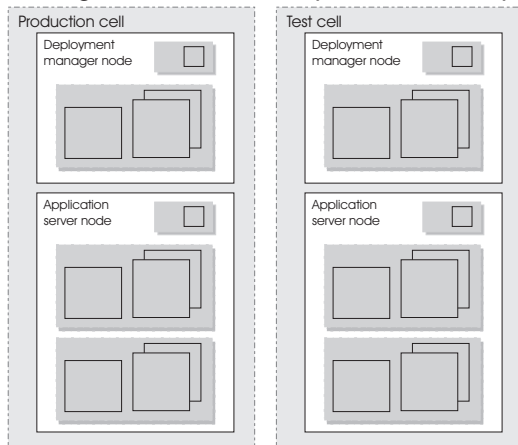 Production cell
Deployment
manager node
Application
server node
Test cell
Deployment
manager node
Application
server node